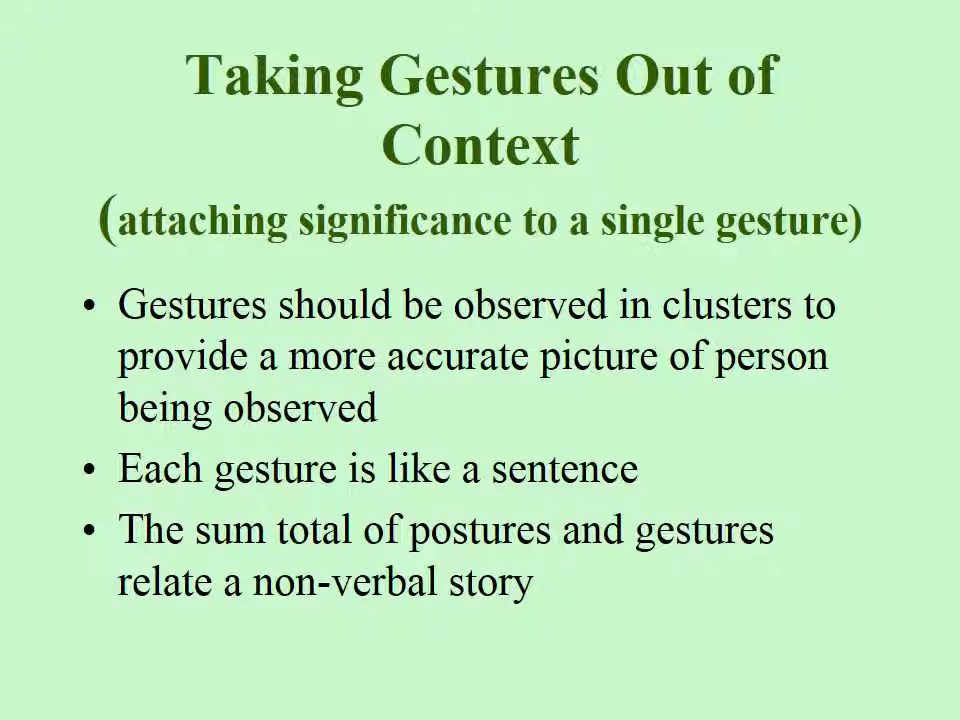 Taking Gestures Out of
Context
(attaching significance to a single gesture)
• Gestures should be observed in clusters to
provide a more accurate picture of person
being observed
• Each gesture is like a sentence
• The sum total of postures and gestures
relate a non-verbal story